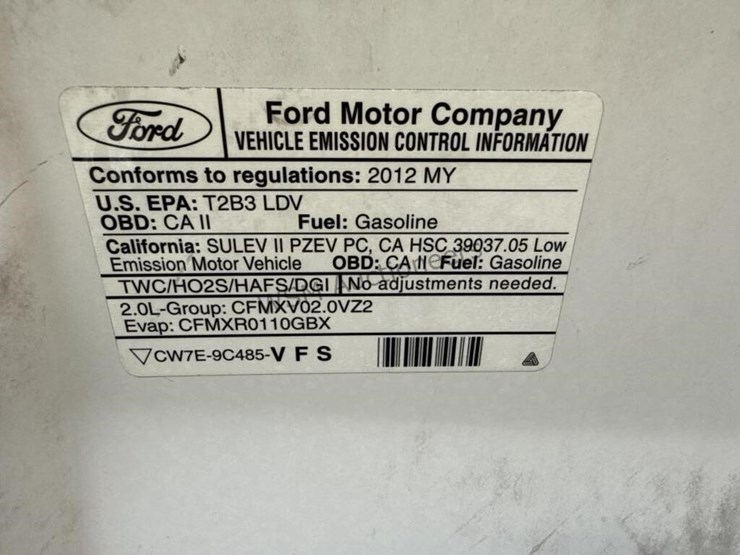 Ford
Ford Motor Company
VEHICLE EMISSION CONTROL INFORMATION
Conforms to regulations: 2012 MY
U.S. EPA: T2B3 LDV
OBD: CA II Fuel: Gasoline
California: SULEV II PZEV PC, CA HSC 39037.05 Low
Emission Motor Vehicle OBD: CA II Fuel: Gasoline
TWC/HO2S/HAFS/DGI No adjustments needed.
2.0L-Group: CFMXV02.0VZ2
Evap: CFMXR0110GBX
CW7E-9C485-V F S